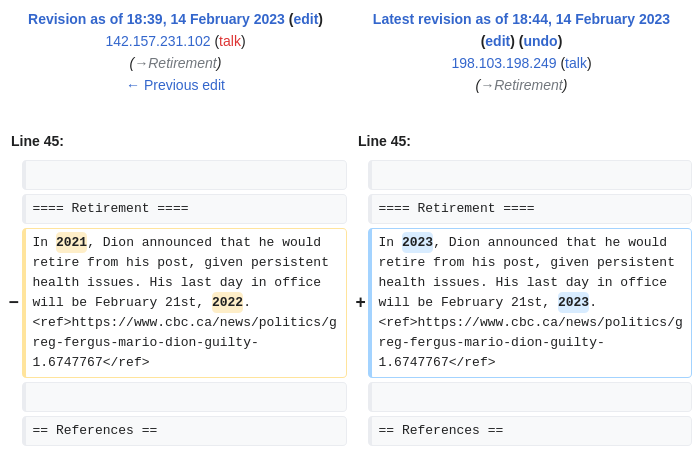 Revision as of 18:39, 14 February 2023 (edit)
142.157.231.102 (talk)
(→Retirement)
← Previous edit
Latest revision as of 18:44, 14 February 2023
(edit) (undo)
198.103.198.249 (talk)
(→Retirement)
Line 45:
Line 45:
==== Retirement ====
==== Retirement ====
− In 2021, Dion announced that he would
retire from his post, given persistent
health issues. His last day in office
will be February 21st, 2022.
<ref>https://www.cbc.ca/news/politics/g
reg-fergus-mario-dion-guilty-
1.6747767</ref>
+ In 2023, Dion announced that he would
retire from his post, given persistent
health issues. His last day in office
will be February 21st, 2023.
<ref>https://www.cbc.ca/news/politics/g
reg-fergus-mario-dion-guilty-
1.6747767</ref>
== References ==
== References ==